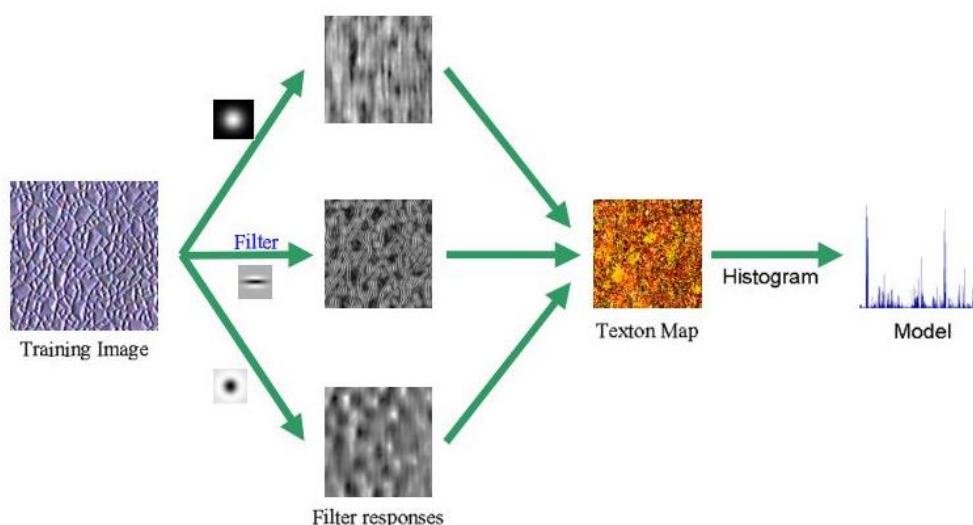 Filter
Training Image
Texton Map
Histogram
Model
Filter responses